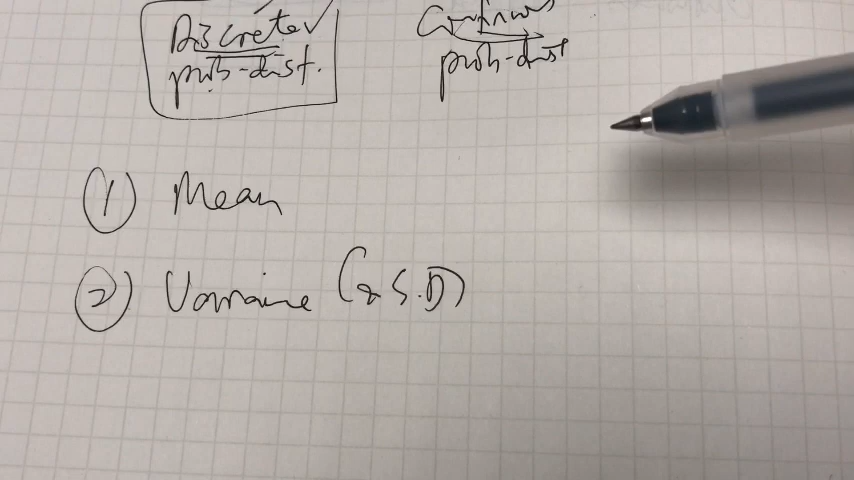 Discrete
prob-dist.
Continuous
prob-dist
① Mean
② Variance (& S.D)